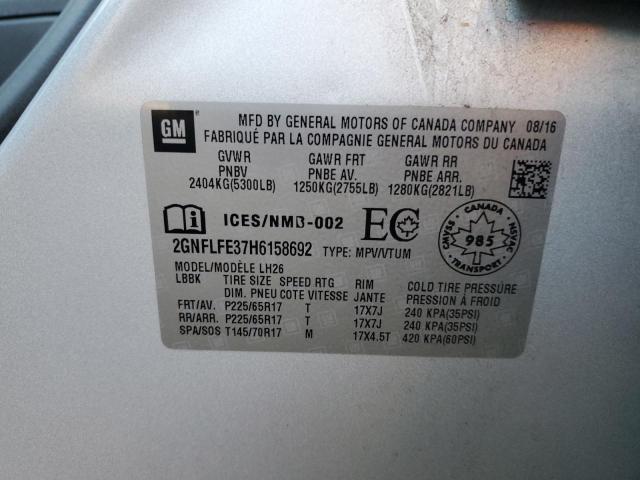 GM ®
MFD BY GENERAL MOTORS OF CANADA COMPANY 08/16
FABRIQUÉ PAR LA COMPAGNIE GENERAL MOTORS DU CANADA
GVWR GAWR FRT GAWR RR
PNBV PNBE AV. PNBE ARR.
2404KG(5300LB) 1250KG(2755LB) 1280KG(2821LB)
i ICES/NMB-002 EC
CANADA
985
SVNAC
NSVAC
2GNFLFE37H6158692 TYPE: MPV/VTUM
MODEL/MODÈLE LH26
LBBK TIRE SIZE SPEED RTG RIM COLD TIRE PRESSURE
DIM. PNEU COTE VITESSE JANTE PRESSION À FROID
FRT/AV. P225/65R17 T 17X7J 240 KPA(35PSI)
RR/ARR. P225/65R17 T 17X7J 240 KPA(35PSI)
SPA/SOS T145/70R17 M 17X4.5T 420 KPA(60PSI)